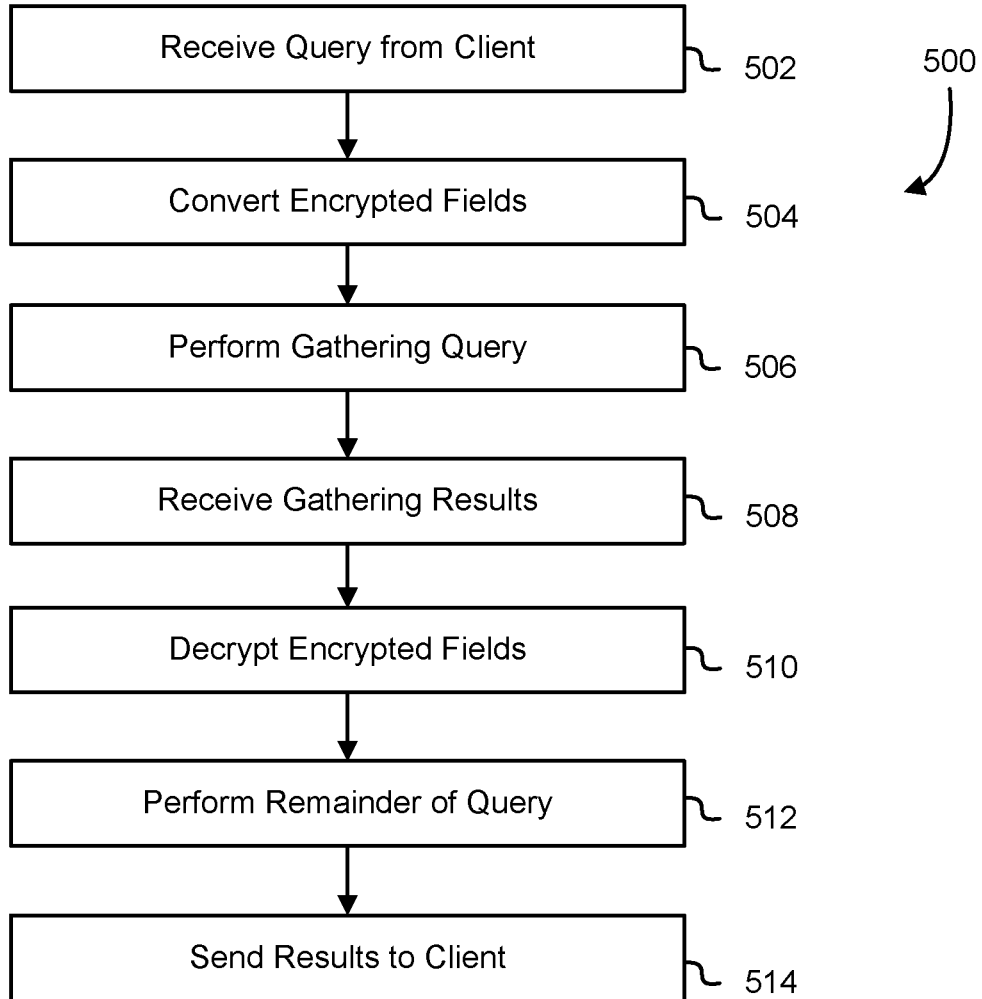 Receive Query from Client
502
500
Convert Encrypted Fields
504
Perform Gathering Query
506
Receive Gathering Results
508
Decrypt Encrypted Fields
510
Perform Remainder of Query
512
Send Results to Client
514